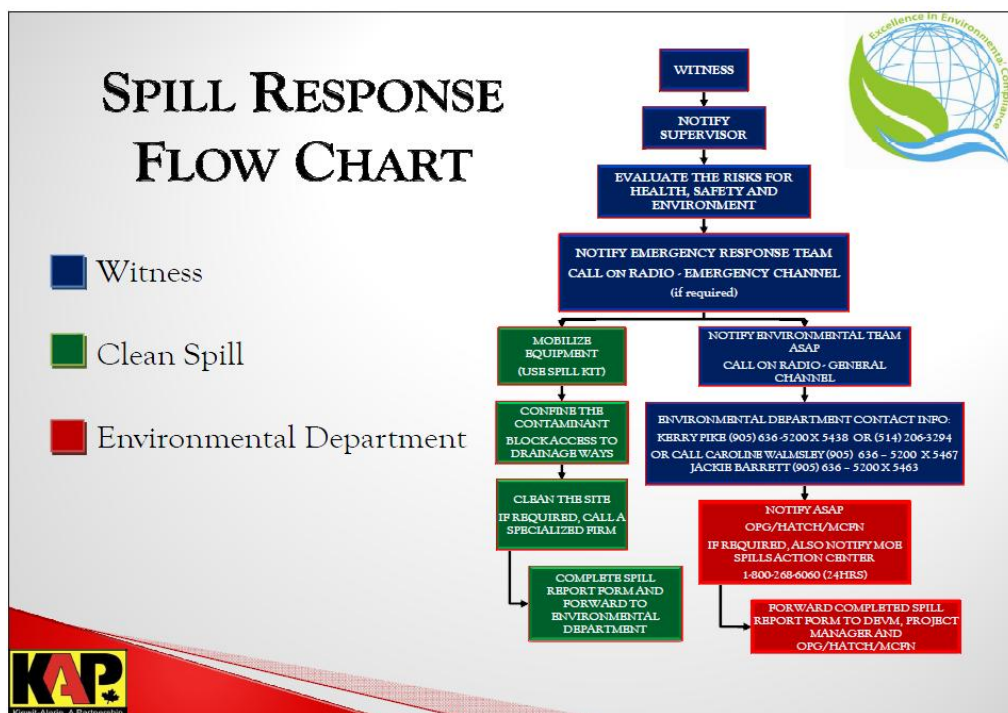 SPILL RESPONSE
FLOW CHART
Witness
Clean Spill
Environmental Department
Excellence in Environmental Compliance
WITNESS
NOTIFY
SUPERVISOR
EVALUATE THE RISKS FOR
HEALTH, SAFETY AND
ENVIRONMENT
NOTIFY EMERGENCY RESPONSE TEAM
CALL ON RADIO - EMERGENCY CHANNEL
(if required)
MOBILIZE
EQUIPMENT
(USE SPILL KIT)
CONFINE THE
CONTAMINANT
BLOCK ACCESS TO
DRAINAGE WAYS
CLEAN THE SITE
IF REQUIRED, CALL A
SPECIALIZED FIRM
COMPLETE SPILL
REPORT FORM AND
FORWARD TO
ENVIRONMENTAL
DEPARTMENT
NOTIFY ENVIRONMENTAL TEAM
ASAP
CALL ON RADIO - GENERAL
CHANNEL
ENVIRONMENTAL DEPARTMENT CONTACT INFO:
KERRY PIKE (905) 636-5200 X 5438 OR (514) 206-3294
OR CALL CAROLINE WALMSLEY (905) 636 – 5200 X 5467
JACKIE BARRETT (905) 636 – 5200 X 5463
NOTIFY ASAP
OPG/HATCH/MCFN
IF REQUIRED, ALSO NOTIFY MOE
SPILLS ACTION CENTER
1-800-268-6060 (24HRS)
FORWARD COMPLETED SPILL
REPORT FORM TO DEVM, PROJECT
MANAGER AND
OPG/HATCH/MCFN
KAP
Kiewit Alarie, A Partnership